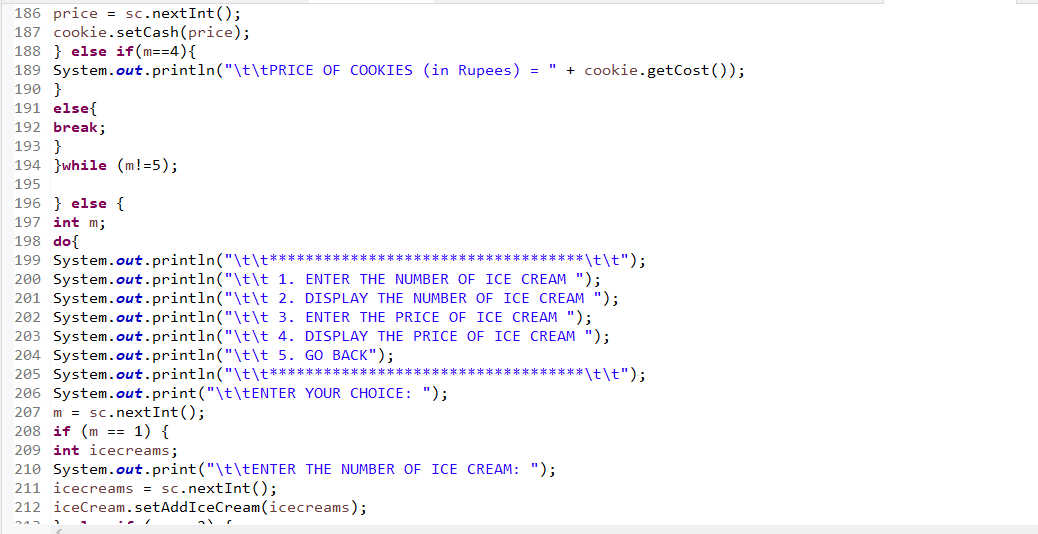 186 price = sc.nextInt();
187 cookie.setCash(price);
188 } else if(m==4){
189 System.out.println("\t\tPRICE OF COOKIES (in Rupees) = " + cookie.getCost());
190 }
191 else{
192 break;
193 }
194 }while (m!=5);
195
196 } else {
197 int m;
198 do{
199 System.out.println("\t\t***********************************\t\t");
200 System.out.println("\t\t 1. ENTER THE NUMBER OF ICE CREAM ");
201 System.out.println("\t\t 2. DISPLAY THE NUMBER OF ICE CREAM ");
202 System.out.println("\t\t 3. ENTER THE PRICE OF ICE CREAM ");
203 System.out.println("\t\t 4. DISPLAY THE PRICE OF ICE CREAM ");
204 System.out.println("\t\t 5. GO BACK");
205 System.out.println("\t\t***********************************\t\t");
206 System.out.print("\t\tENTER YOUR CHOICE: ");
207 m = sc.nextInt();
208 if (m == 1) {
209 int icecreams;
210 System.out.print("\t\tENTER THE NUMBER OF ICE CREAM: ");
211 icecreams = sc.nextInt();
212 iceCream.setAddIceCream(icecreams);